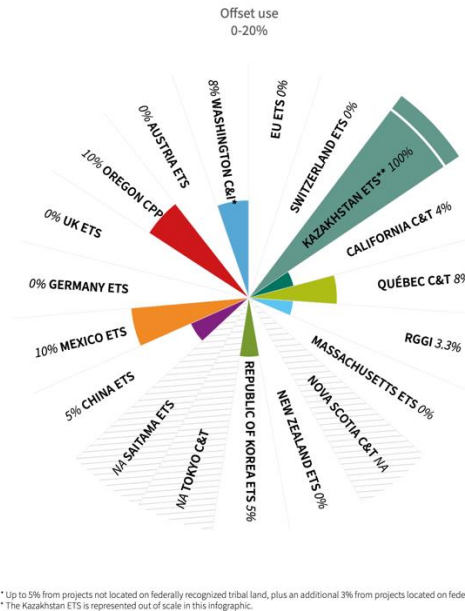 Offset use
0-20%
EU ETS 0%
SWITZERLAND ETS 0%
KAZAKHSTAN ETS** 100%
CALIFORNIA C&T 4%
QUÉBEC C&T 8%
RGGI 3.3%
MASSACHUSETTS ETS 0%
NOVA SCOTIA C&T NA
NEW ZEALAND ETS 0%
REPUBLIC OF KOREA ETS 5%
NA TOKYO C&T
NA SAITAMA ETS
5% CHINA ETS
10% MEXICO ETS
0% GERMANY ETS
0% UK ETS
10% OREGON CPP
0% AUSTRIA ETS
8% WASHINGTON C&I*
* Up to 5% from projects not located on federally recognized tribal land, plus an additional 3% from projects located on fede
* The Kazakhstan ETS is represented out of scale in this infographic.